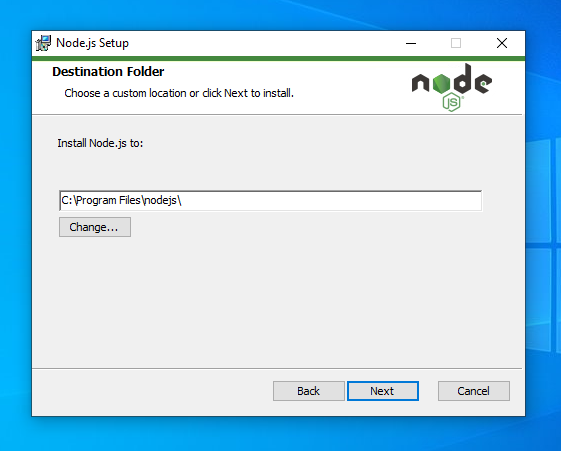 Node.js Setup
Destination Folder
Choose a custom location or click Next to install.
node
JS
Install Node.js to:
C:\Program Files\nodejs\
Change...
Back
Next
Cancel